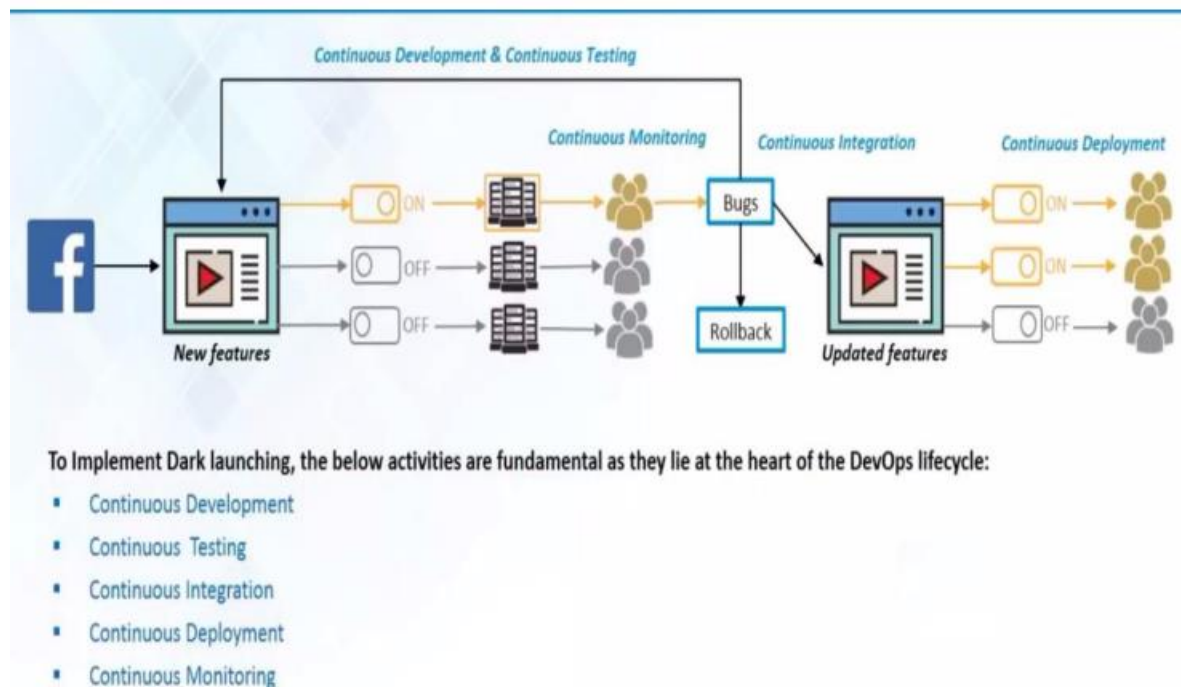 Continuous Development & Continuous Testing
Continuous Monitoring
Continuous Integration
Continuous Deployment
f
ON
Bugs
ON
OFF
ON
OFF
Rollback
OFF
New features
Updated features
To Implement Dark launching, the below activities are fundamental as they lie at the heart of the DevOps lifecycle:
▪ Continuous Development
▪ Continuous Testing
▪ Continuous Integration
▪ Continuous Deployment
▪ Continuous Monitoring